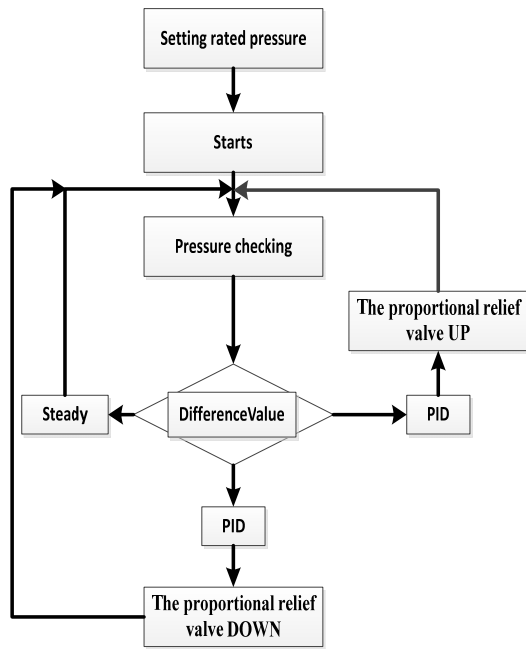 Setting rated pressure
Starts
Pressure checking
The proportional relief
valve UP
Steady
DifferenceValue
PID
PID
The proportional relief
valve DOWN